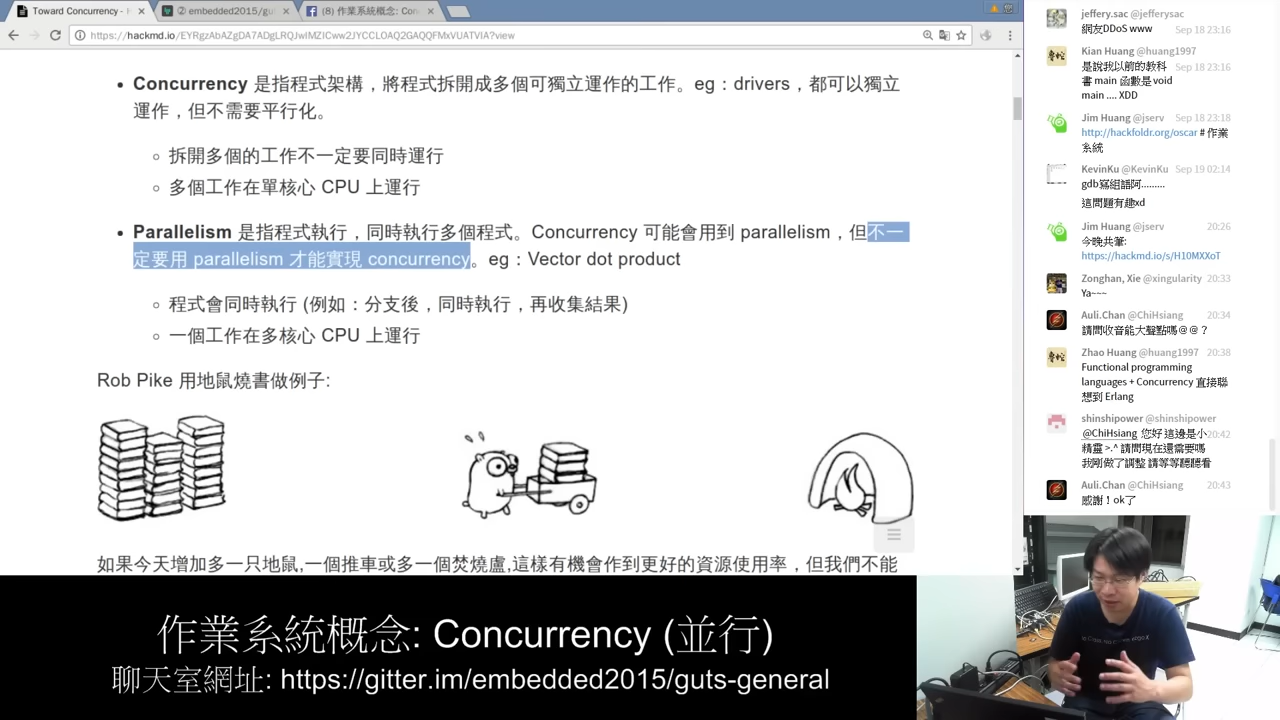 Toward Concurrency - H
② embedded2015/guts
(8) 作業系統概念: Con
https://hackmd.io/EYRgzAbAZgDA7ADgLRQJwIMZICww2JYCCLOAQ2GAQQFMxVUATVIA?view
Concurrency 是指程式架構，將程式拆開成多個可獨立運作的工作。eg：drivers，都可以獨立
運作，但不需要平行化。
拆開多個的工作不一定要同時運行
多個工作在單核心 CPU 上運行
Parallelism 是指程式執行，同時執行多個程式。Concurrency 可能會用到 parallelism，但不一
定要用 parallelism 才能實現 concurrency。eg：Vector dot product
程式會同時執行 (例如：分支後，同時執行，再收集結果)
一個工作在多核心 CPU 上運行
Rob Pike 用地鼠燒書做例子:
如果今天增加多一只地鼠,一個推車或多一個焚燒盧,這樣有機會作到更好的資源使用率，但我們不能
jeffery.sac @jefferysac
網友DDoS www Sep 18 23:16
Kian Huang @huang1997
是說我以前的教科 Sep 18 23:16
書 main 函數是 void
main .... XDD
Jim Huang @jserv Sep 18 23:18
http://hackfoldr.org/oscar # 作業
系統
KevinKu @KevinKu Sep 19 02:14
gdb寫組語阿.........
這問題有趣xd
Jim Huang @jserv 20:26
今晚共筆:
https://hackmd.io/s/H10MXXoT
Zonghan, Xie @xingularity 20:33
Ya~~~
Auli.Chan @ChiHsiang 20:34
請問收音能大聲點嗎@@？
Zhao Huang @huang1997 20:38
Functional programming
languages + Concurrency 直接聯
想到 Erlang
shinshipower @shinshipower
@ChiHsiang 您好 這邊是小 20:42
精靈 >.^ 請問現在還需要嗎
我剛做了調整 請等等聽聽看
Auli.Chan @ChiHsiang 20:43
感謝！ok了
作業系統概念: Concurrency (並行)
聊天室網址: https://gitter.im/embedded2015/guts-general